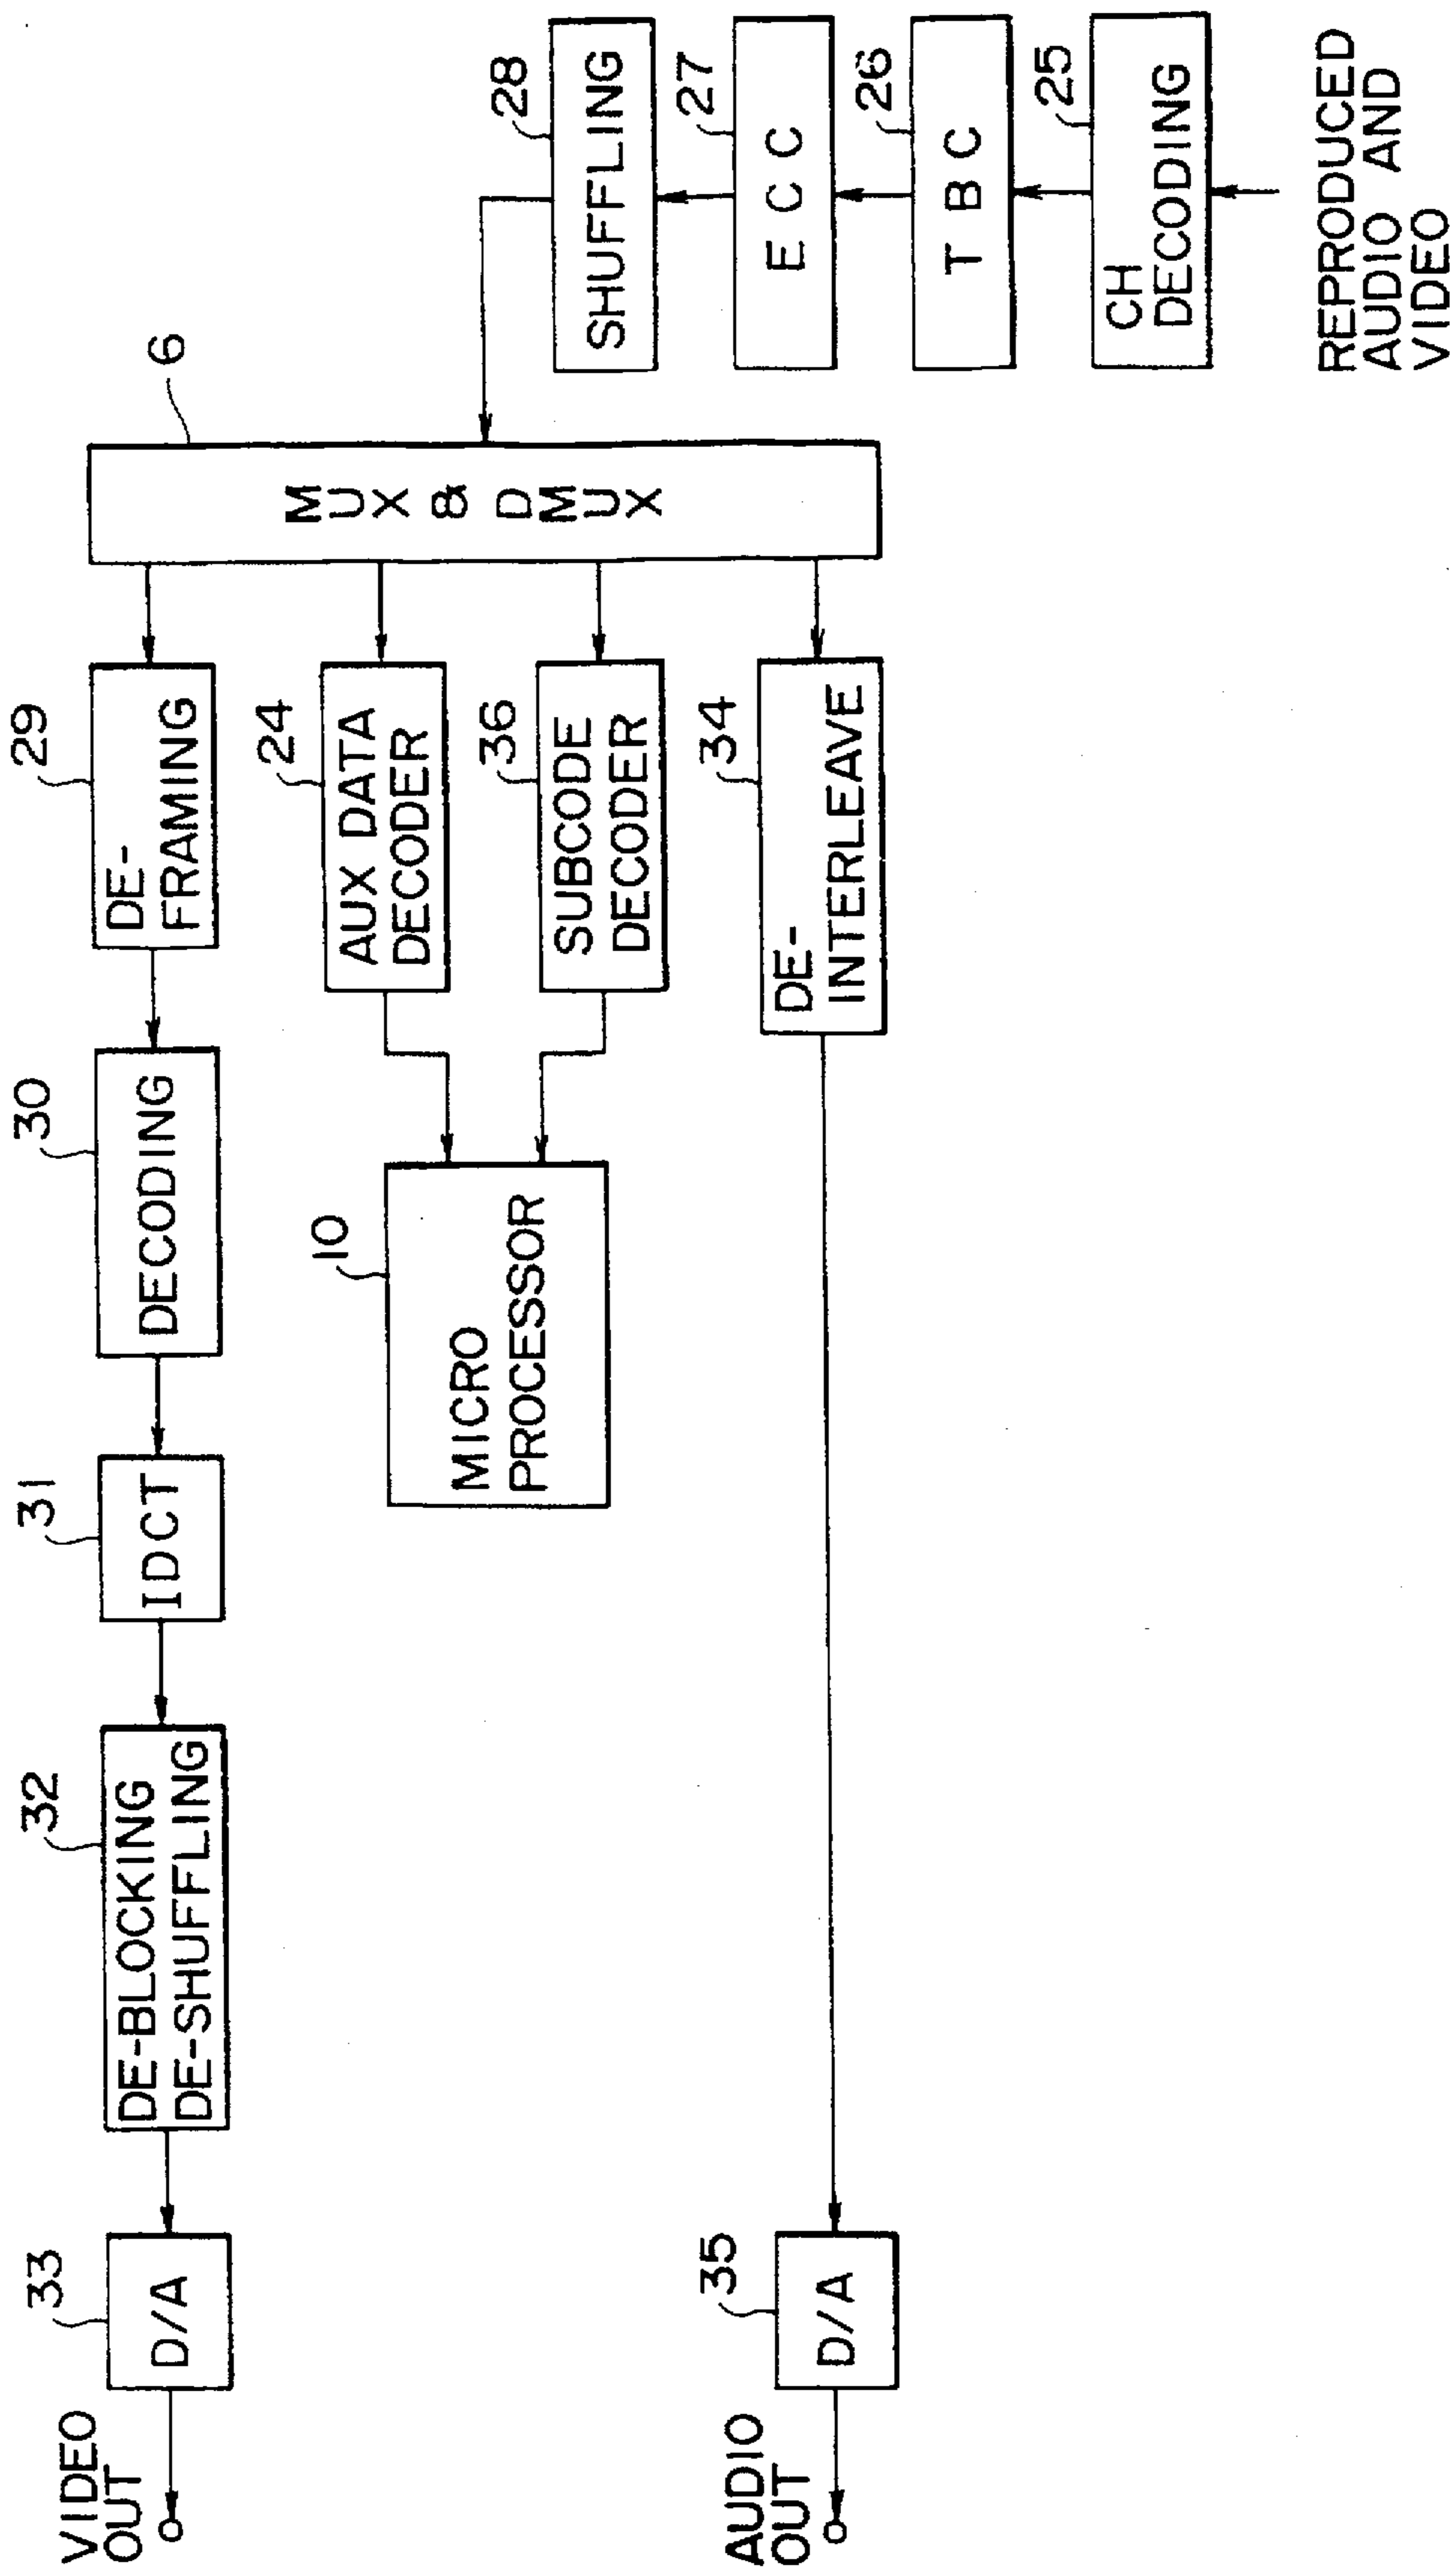 VIDEO
OUT
33
D/A
32
DE-BLOCKING
DE-SHUFFLING
31
IDCT
30
DECODING
29
DE-
FRAMING
6
MUX & DMUX
28
SHUFFLING
10
MICRO
PROCESSOR
24
AUX DATA
DECODER
27
ECC
36
SUBCODE
DECODER
26
TBC
AUDIO
OUT
35
D/A
34
DE-
INTERLEAVE
25
CH
DECODING
REPRODUCED
AUDIO AND
VIDEO